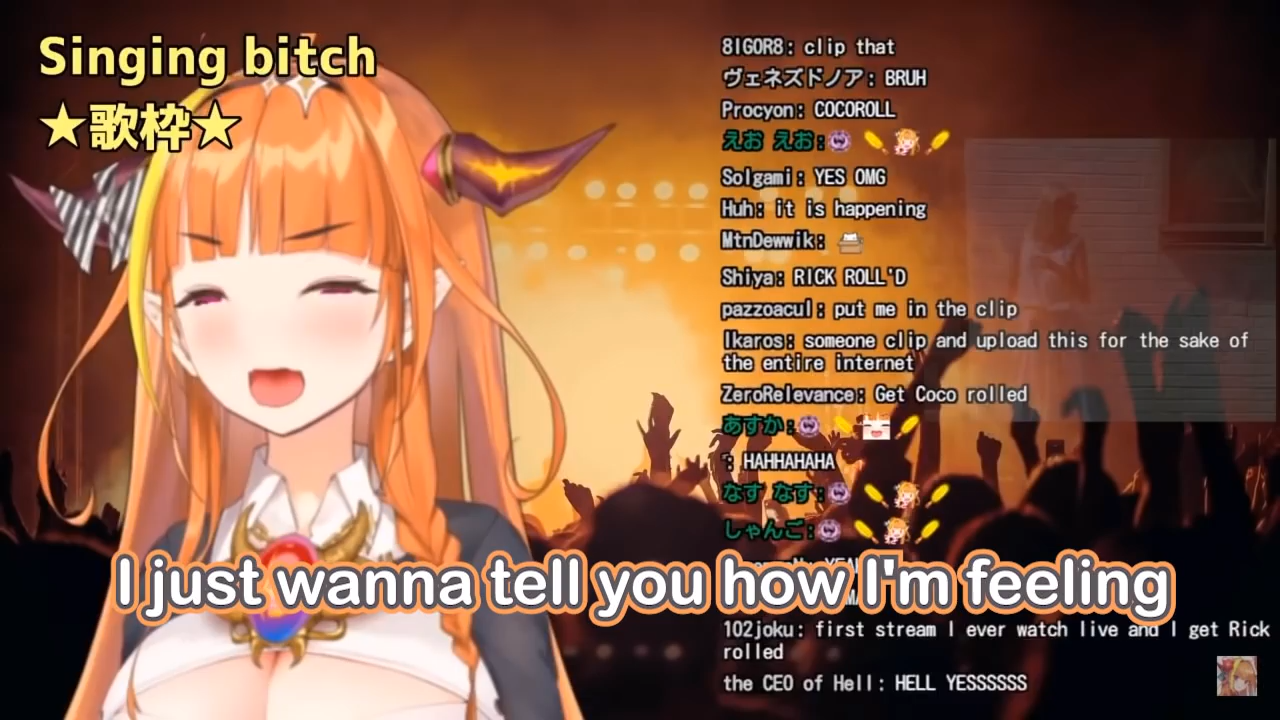 Singing bitch
★歌枠★
8IGOR8: clip that
ヴェネズドノア: BRUH
Procyon: COCOROLL
えお えお:
Solgami: YES OMG
Huh: it is happening
MtnDewwik:
Shiya: RICK ROLL'D
pazzoacul: put me in the clip
Ikaros: someone clip and upload this for the sake of
the entire internet
ZeroRelevance: Get Coco rolled
あすか:
: HAHHAHAHA
なす なす:
しゃんご:
I just wanna tell you how I'm feeling
102joku: first stream I ever watch live and I get Rick
rolled
the CEO of Hell: HELL YESSSSSS